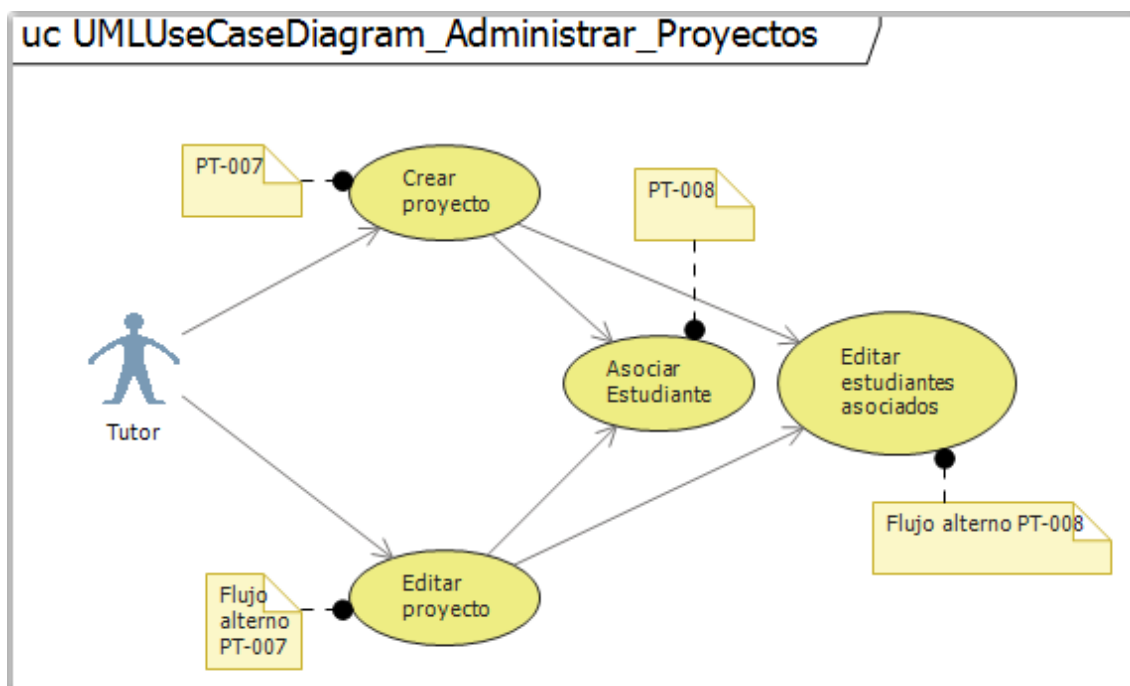 uc UMLUseCaseDiagram_Administrar_Proyectos
PT-007
Crear
proyecto
PT-008
Asociar
Estudiante
Editar
estudiantes
asociados
Tutor
Flujo alterno PT-008
Flujo
alterno
PT-007
Editar
proyecto